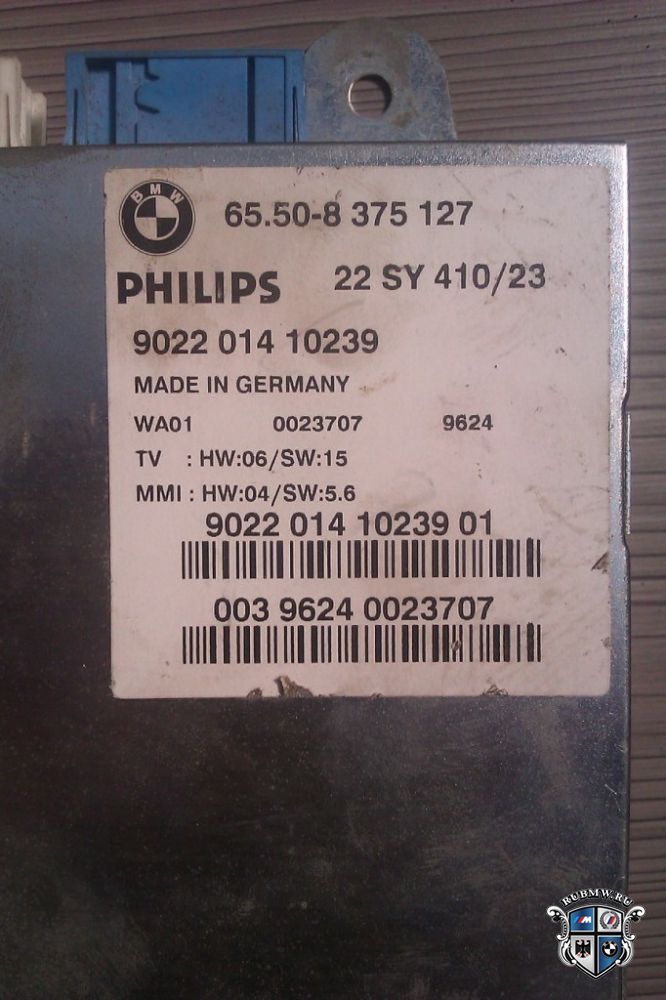 BMW
65.50-8 375 127
PHILIPS 22 SY 410/23
9022 014 10239
MADE IN GERMANY
WA01 0023707 9624
TV : HW:06/SW:15
MMI : HW:04/SW:5.6
9022 014 10239 01
003 9624 0023707
RUBMW.RU